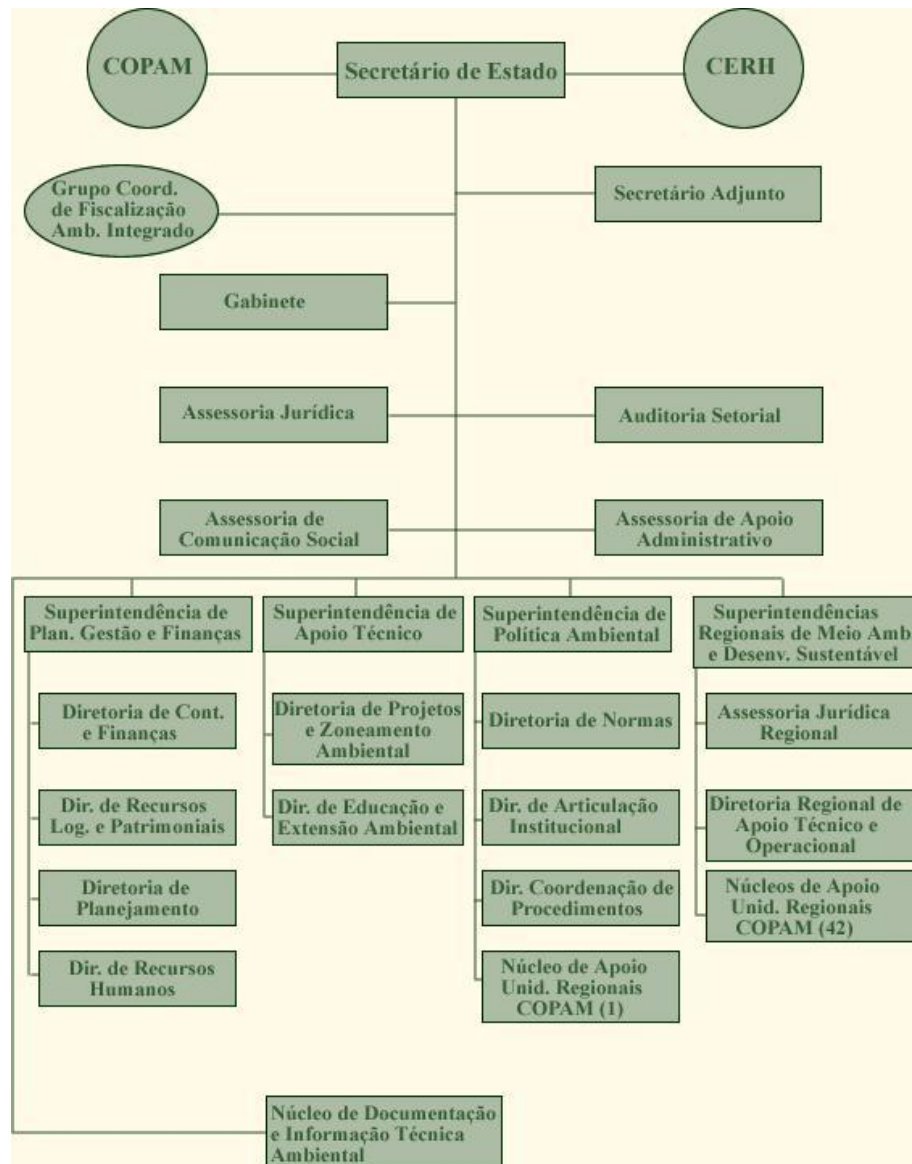 COPAM
Secretário de Estado
CERH
Grupo Coord.
de Fiscalização
Amb. Integrado
Secretário Adjunto
Gabinete
Assessoria Jurídica
Auditoria Setorial
Assessoria de
Comunicação Social
Assessoria de Apoio
Administrativo
Superintendência de
Plan. Gestão e Finanças
Superintendência de
Apoio Técnico
Superintendência de
Política Ambiental
Superintendências
Regionais de Meio Amb
e Desenv. Sustentável
Diretoria de Cont.
e Finanças
Dir. de Recursos
Log. e Patrimoniais
Diretoria de
Planejamento
Dir. de Recursos
Humanos
Diretoria de Projetos
e Zoneamento
Ambiental
Dir. de Educação e
Extensão Ambiental
Diretoria de Normas
Dir. de Articulação
Institucional
Dir. Coordenação de
Procedimentos
Núcleo de Apoio
Unid. Regionais
COPAM (1)
Assessoria Jurídica
Regional
Diretoria Regional de
Apoio Técnico e
Operacional
Núcleos de Apoio
Unid. Regionais
COPAM (42)
Núcleo de Documentação
e Informação Técnica
Ambiental